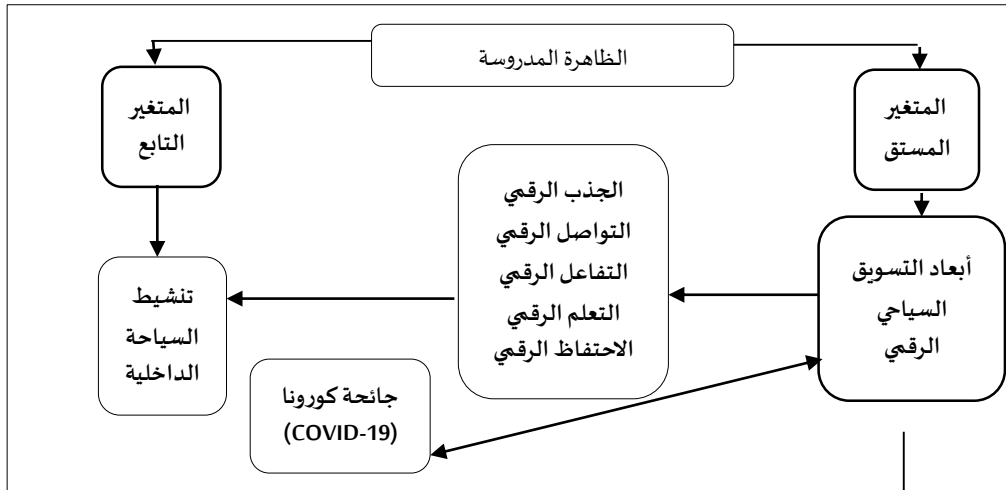 الظاهرة المدروسة
المتغير
المستق
المتغير
التابع
أبعاد التسويق
السياحي
الرقمي
الجذب الرقمي
التواصل الرقمي
التفاعل الرقمي
التعلم الرقمي
الاحتفاظ الرقمي
تنشيط
السياحة
الداخلية
جائحة كورونا
(COVID-19)